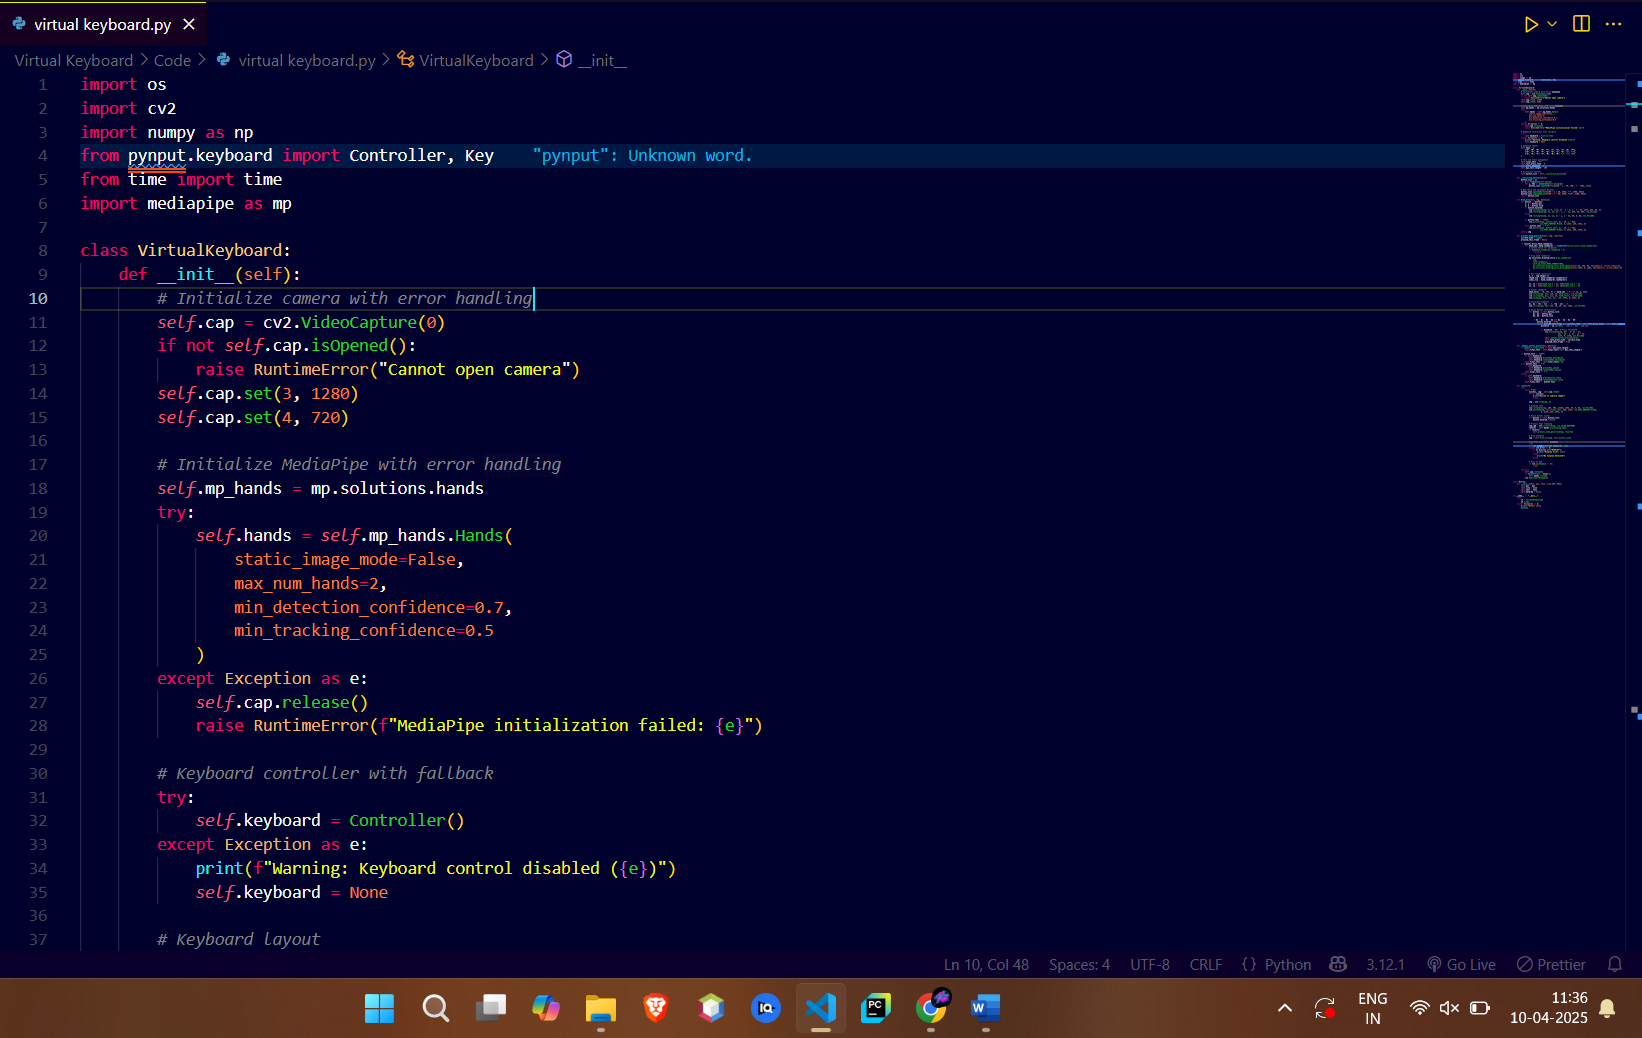 virtual keyboard.py
Virtual Keyboard > Code > virtual keyboard.py > VirtualKeyboard > __init__
1 import os
2 import cv2
3 import numpy as np
4 from pynput.keyboard import Controller, Key "pynput": Unknown word.
5 from time import time
6 import mediapipe as mp
7
8 class VirtualKeyboard:
9     def __init__(self):
10         # Initialize camera with error handling
11         self.cap = cv2.VideoCapture(0)
12         if not self.cap.isOpened():
13             raise RuntimeError("Cannot open camera")
14         self.cap.set(3, 1280)
15         self.cap.set(4, 720)
16
17         # Initialize MediaPipe with error handling
18         self.mp_hands = mp.solutions.hands
19         try:
20             self.hands = self.mp_hands.Hands(
21                 static_image_mode=False,
22                 max_num_hands=2,
23                 min_detection_confidence=0.7,
24                 min_tracking_confidence=0.5
25             )
26         except Exception as e:
27             self.cap.release()
28             raise RuntimeError(f"MediaPipe initialization failed: {e}")
29
30         # Keyboard controller with fallback
31         try:
32             self.keyboard = Controller()
33         except Exception as e:
34             print(f"Warning: Keyboard control disabled ({e})")
35             self.keyboard = None
36
37         # Keyboard layout
Ln 10, Col 48 Spaces: 4 UTF-8 CRLF {} Python 3.12.1 Go Live Prettier
IQ
PC
W
ENG
IN
11:36
10-04-2025